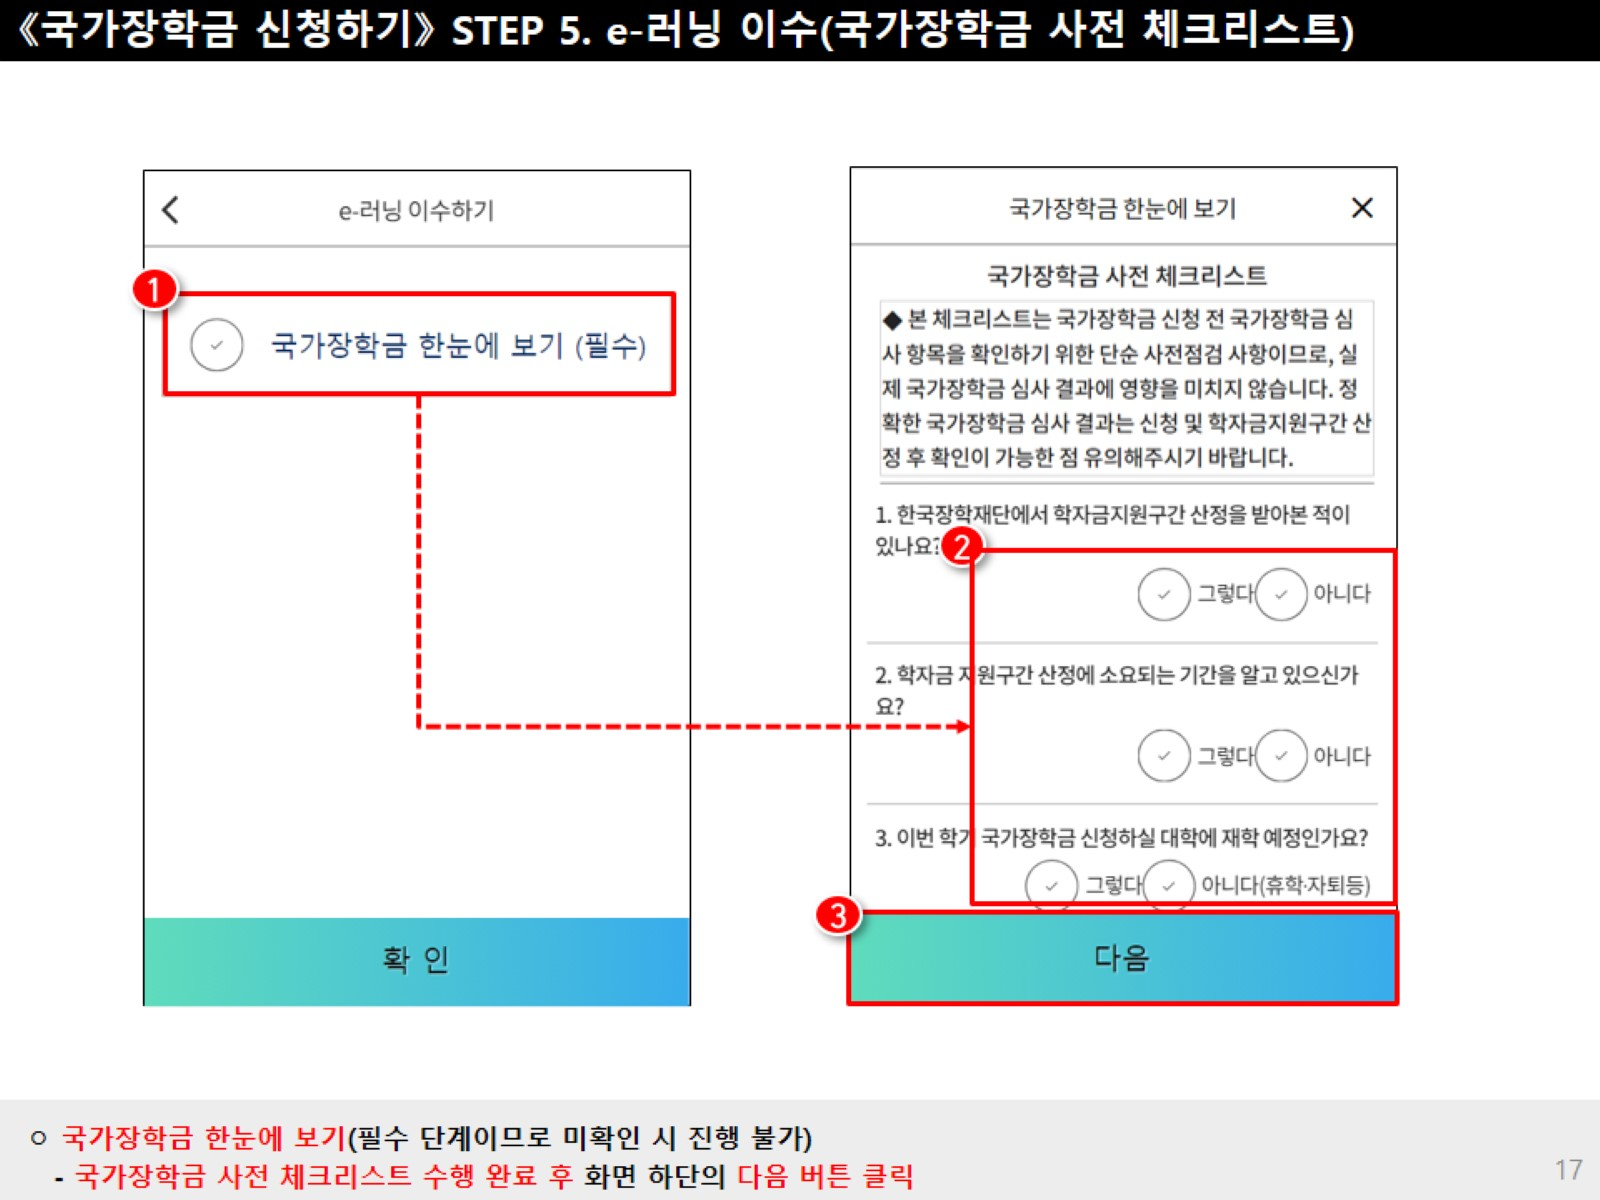 《국가장학금 신청하기》 STEP 5. e-러닝 이수(국가장학금 사전 체크리스트)
e-러닝 이수하기
1
국가장학금 한눈에 보기 (필수)
확 인
국가장학금 한눈에 보기
국가장학금 사전 체크리스트
◆ 본 체크리스트는 국가장학금 신청 전 국가장학금 심
사 항목을 확인하기 위한 단순 사전점검 사항이므로, 실
제 국가장학금 심사 결과에 영향을 미치지 않습니다. 정
확한 국가장학금 심사 결과는 신청 및 학자금지원구간 산
정 후 확인이 가능한 점 유의해주시기 바랍니다.
1. 한국장학재단에서 학자금지원구간 산정을 받아본 적이
있나요?
2
그렇다 아니다
2. 학자금 지원구간 산정에 소요되는 기간을 알고 있으신가
요?
그렇다 아니다
3. 이번 학기 국가장학금 신청하실 대학에 재학 예정인가요?
그렇다 아니다(휴학·자퇴등)
3
다음
○ 국가장학금 한눈에 보기(필수 단계이므로 미확인 시 진행 불가)
- 국가장학금 사전 체크리스트 수행 완료 후 화면 하단의 다음 버튼 클릭
17